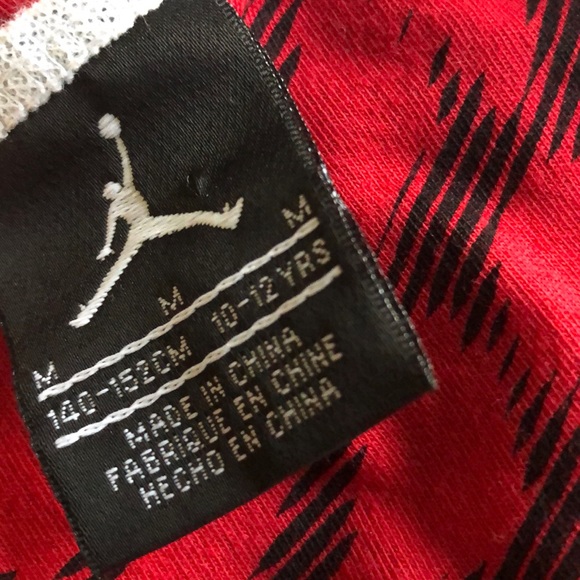 M M M
140-152CM 10-12 YRS
MADE IN CHINA
FABRIQUE EN CHINE
HECHO EN CHINA